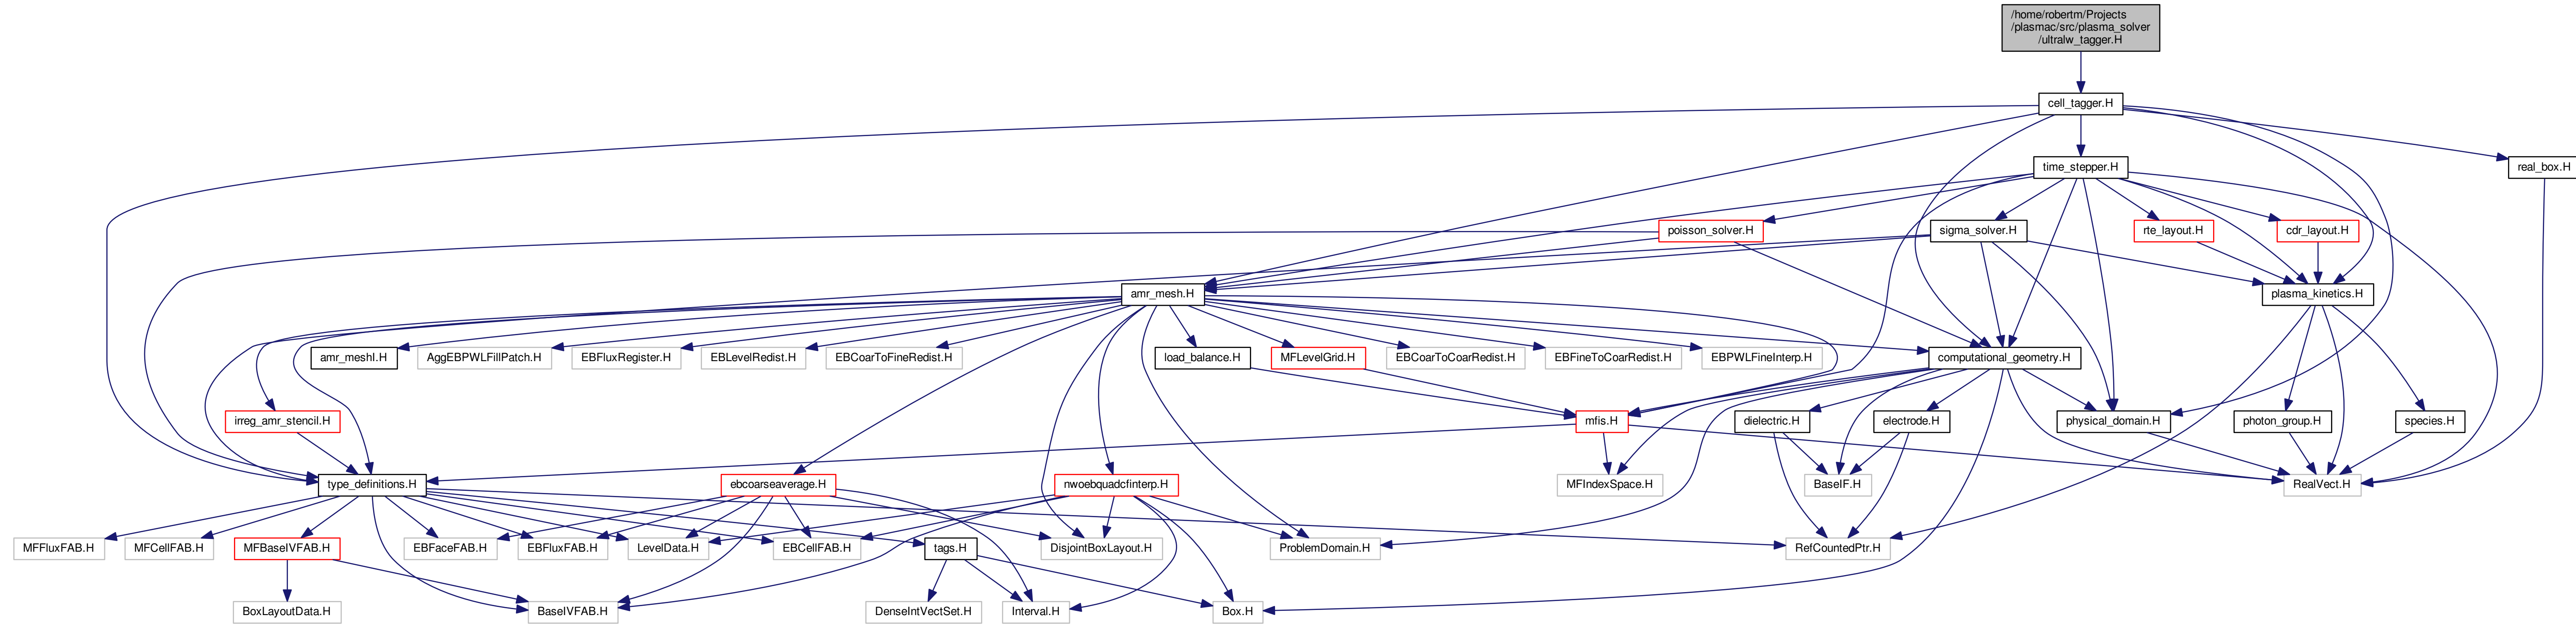 /home/robertm/Projects
/plasmac/src/plasma_solver
/ultralw_tagger.H
cell_tagger.H
time_stepper.H
real_box.H
poisson_solver.H
sigma_solver.H
rte_layout.H
cdr_layout.H
amr_mesh.H
plasma_kinetics.H
amr_meshI.H
AggEBPWLFillPatch.H
EBFluxRegister.H
EBLevelRedist.H
EBCoarToFineRedist.H
load_balance.H
MFLevelGrid.H
EBCoarToCoarRedist.H
EBFineToCoarRedist.H
EBPWLFineInterp.H
computational_geometry.H
irreg_amr_stencil.H
mfis.H
dielectric.H
electrode.H
physical_domain.H
photon_group.H
species.H
type_definitions.H
ebcoarseaverage.H
nwoebquadcfinterp.H
MFIndexSpace.H
BaseIF.H
RealVect.H
MFFluxFAB.H
MFCellFAB.H
MFBaseIVFAB.H
EBFaceFAB.H
EBFluxFAB.H
LevelData.H
EBCellFAB.H
tags.H
DisjointBoxLayout.H
ProblemDomain.H
RefCountedPtr.H
BoxLayoutData.H
BaseIVFAB.H
DenseIntVectSet.H
Interval.H
Box.H